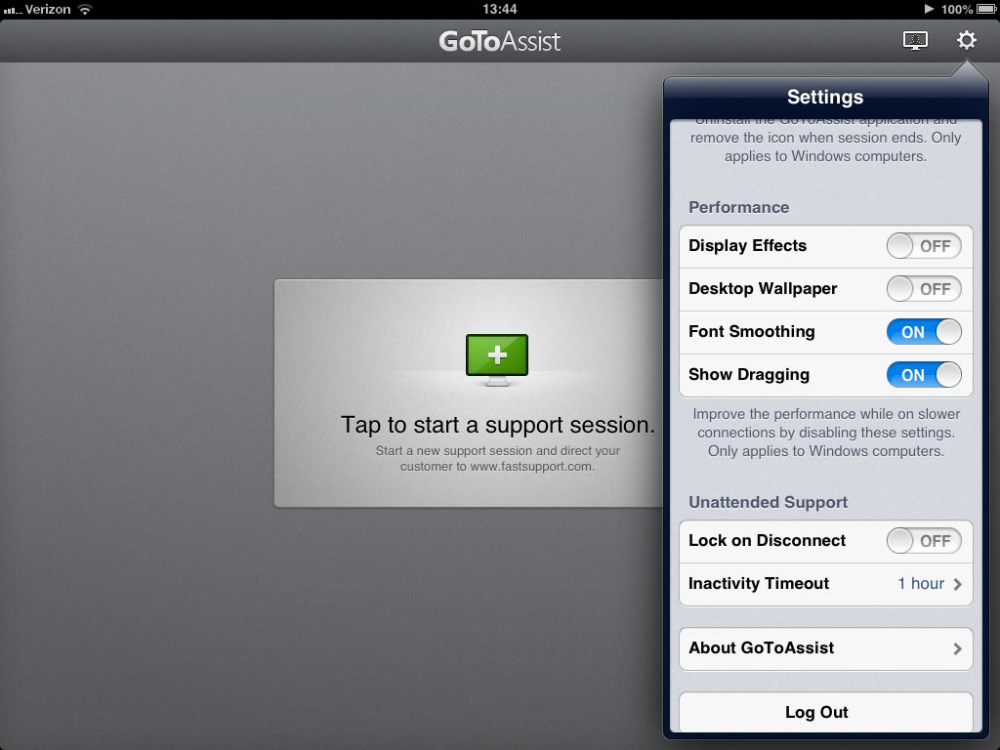 Verizon 13:44 100%
GoToAssist
Settings
Uninstall the GoToAssist application and
remove the icon when session ends. Only
applies to Windows computers.
Performance
Display Effects OFF
Desktop Wallpaper OFF
Font Smoothing ON
Show Dragging ON
Improve the performance while on slower
connections by disabling these settings.
Only applies to Windows computers.
Unattended Support
Lock on Disconnect OFF
Inactivity Timeout 1 hour
About GoToAssist
Log Out
Tap to start a support session.
Start a new support session and direct your
customer to www.fastsupport.com.